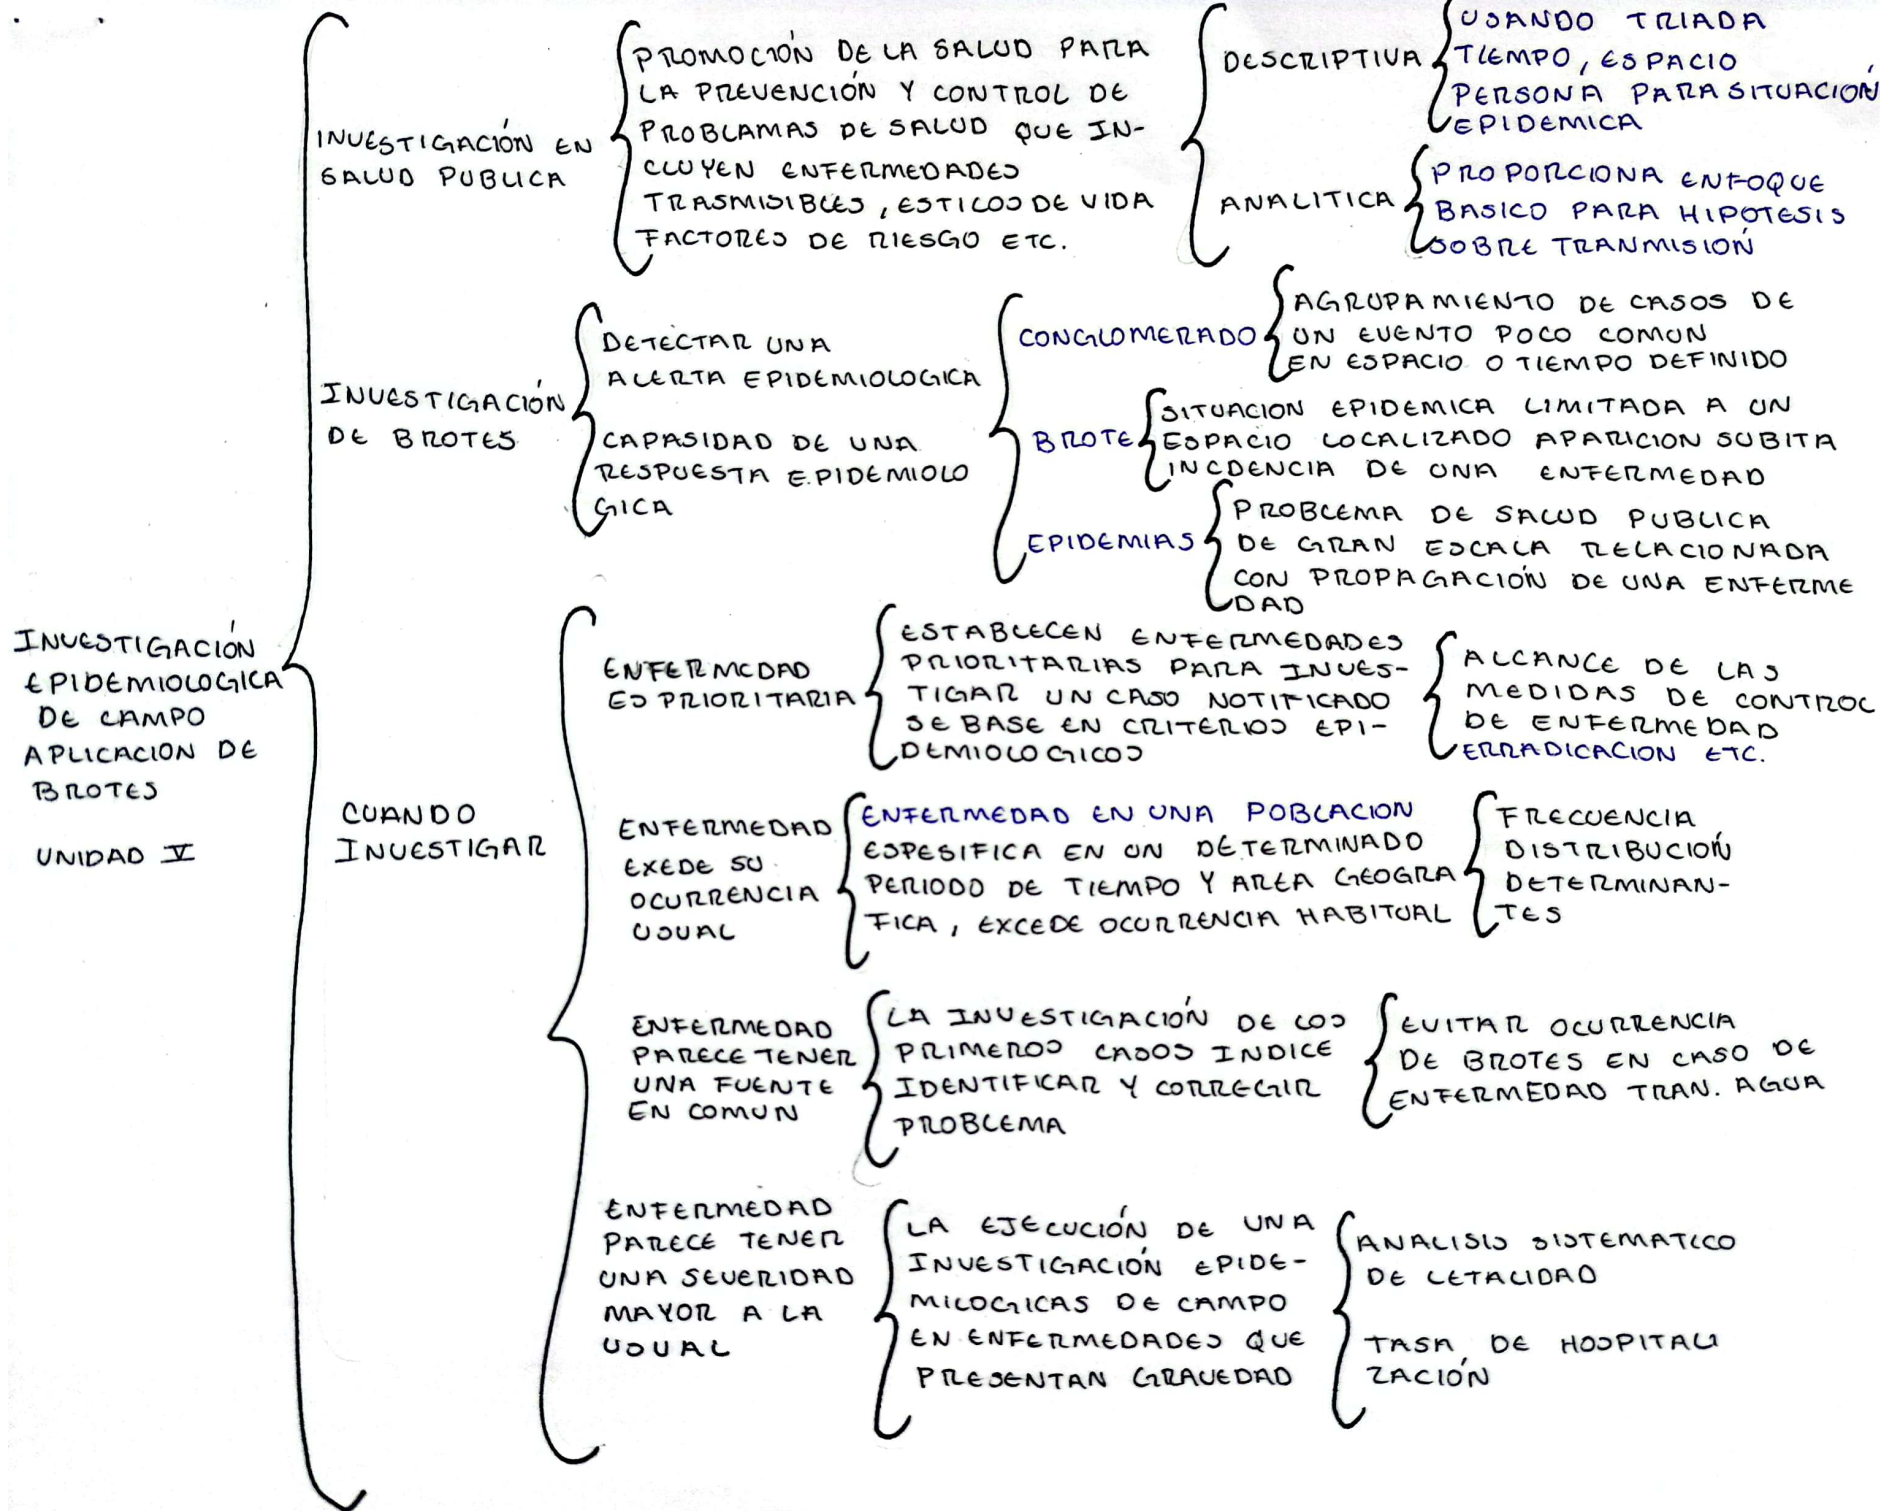 INVESTIGACIÓN
EPIDEMIOLOGICA
DE CAMPO
APLICACION DE
BROTES
UNIDAD V
INVESTIGACIÓN EN
SALUD PUBLICA
PROMOCIÓN DE LA SALUD PARA
LA PREVENCIÓN Y CONTROL DE
PROBLAMAS DE SALUD QUE IN-
CLUYEN ENFERMEDADES
TRASMISIBLES, ESTILOS DE VIDA
FACTORES DE RIESGO ETC.
DESCRIPTIVA
USANDO TRIADA
TIEMPO, ESPACIO
PERSONA PARA SITUACIÓN
EPIDEMICA
ANALITICA
PROPORCIONA ENFOQUE
BASICO PARA HIPOTESIS
SOBRE TRANMISIÓN
INVESTIGACIÓN
DE BROTES
DETECTAR UNA
ALERTA EPIDEMIOLOGICA
CAPASIDAD DE UNA
RESPUESTA EPIDEMIOLO
GICA
CONGLOMERADO
AGRUPAMIENTO DE CASOS DE
UN EVENTO POCO COMUN
EN ESPACIO O TIEMPO DEFINIDO
BROTE
SITUACION EPIDEMICA LIMITADA A UN
ESPACIO LOCALIZADO APARICION SUBITA
INCDENCIA DE UNA ENFERMEDAD
EPIDEMIAS
PROBLEMA DE SALUD PUBLICA
DE GRAN ESCALA RELACIONADA
CON PROPAGACIÓN DE UNA ENFERME
DAD
CUANDO
INVESTIGAR
ENFERMEDAD
ES PRIORITARIA
ESTABLECEN ENFERMEDADES
PRIORITARIAS PARA INVES-
TIGAR UN CASO NOTIFICADO
SE BASE EN CRITERIOS EPI-
DEMIOLOGICOS
ALCANCE DE LAS
MEDIDAS DE CONTROL
DE ENFERMEDAD
ERRADICACION ETC.
ENFERMEDAD
EXEDE SU
OCURRENCIA
USUAL
ENFERMEDAD EN UNA POBLACION
ESPESIFICA EN UN DETERMINADO
PERIODO DE TIEMPO Y AREA GEOGRA
FICA, EXCEDE OCURRENCIA HABITUAL
FRECUENCIA
DISTRIBUCIÓN
DETERMINAN-
TES
ENFERMEDAD
PARECE TENER
UNA FUENTE
EN COMUN
LA INVESTIGACIÓN DE LOS
PRIMEROS CASOS INDICE
IDENTIFICAR Y CORREGIR
PROBLEMA
EVITAR OCURRENCIA
DE BROTES EN CASO DE
ENFERMEDAD TRAN. AGUA
ENFERMEDAD
PARECE TENER
UNA SEVERIDAD
MAYOR A LA
USUAL
LA EJECUCIÓN DE UNA
INVESTIGACIÓN EPIDE-
MILOGICAS DE CAMPO
EN ENFERMEDADES QUE
PRESENTAN GRAVEDAD
ANALISIS SISTEMATICO
DE LETALIDAD
TASA DE HOSPITALI
ZACIÓN